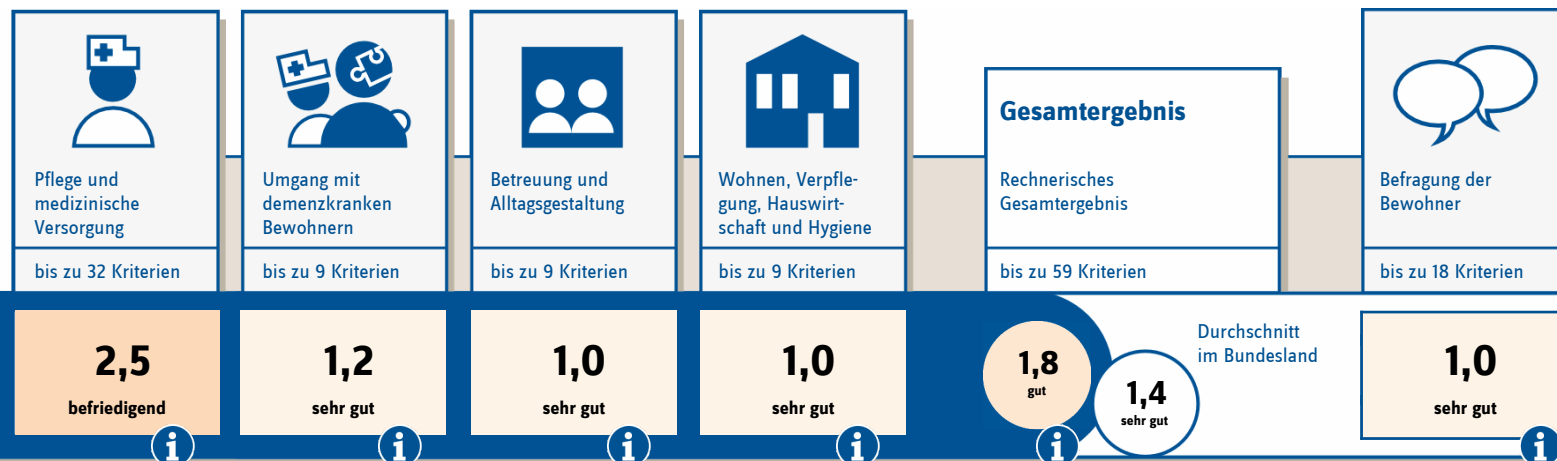 Pflege und
medizinische
Versorgung
bis zu 32 Kriterien
2,5
befriedigend
Umgang mit
demenzkranken
Bewohnern
bis zu 9 Kriterien
1,2
sehr gut
Betreuung und
Alltagsgestaltung
bis zu 9 Kriterien
1,0
sehr gut
Wohnen, Verpfle-
gung, Hauswirt-
schaft und Hygiene
bis zu 9 Kriterien
1,0
sehr gut
Gesamtergebnis
Rechnerisches
Gesamtergebnis
bis zu 59 Kriterien
1,8
gut
Durchschnitt
im Bundesland
1,4
sehr gut
Befragung der
Bewohner
bis zu 18 Kriterien
1,0
sehr gut